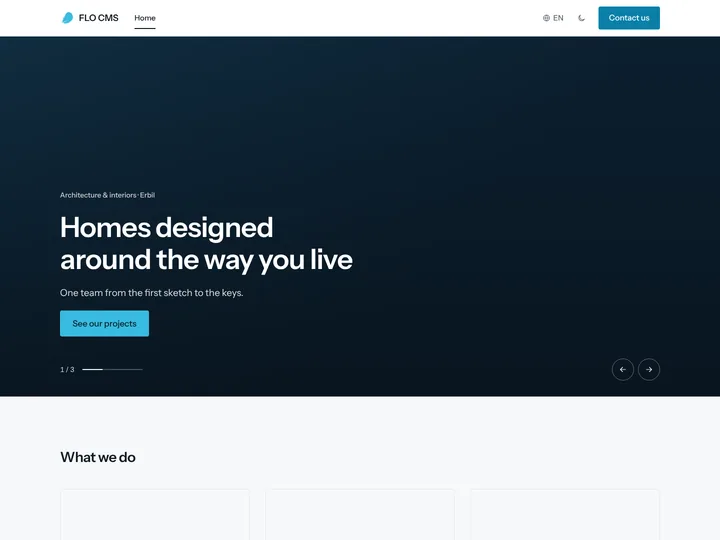 FLO CMS
Home
EN
Contact us
Architecture & interiors · Erbil
Homes designed
around the way you live
One team from the first sketch to the keys.
See our projects
1 / 3
What we do